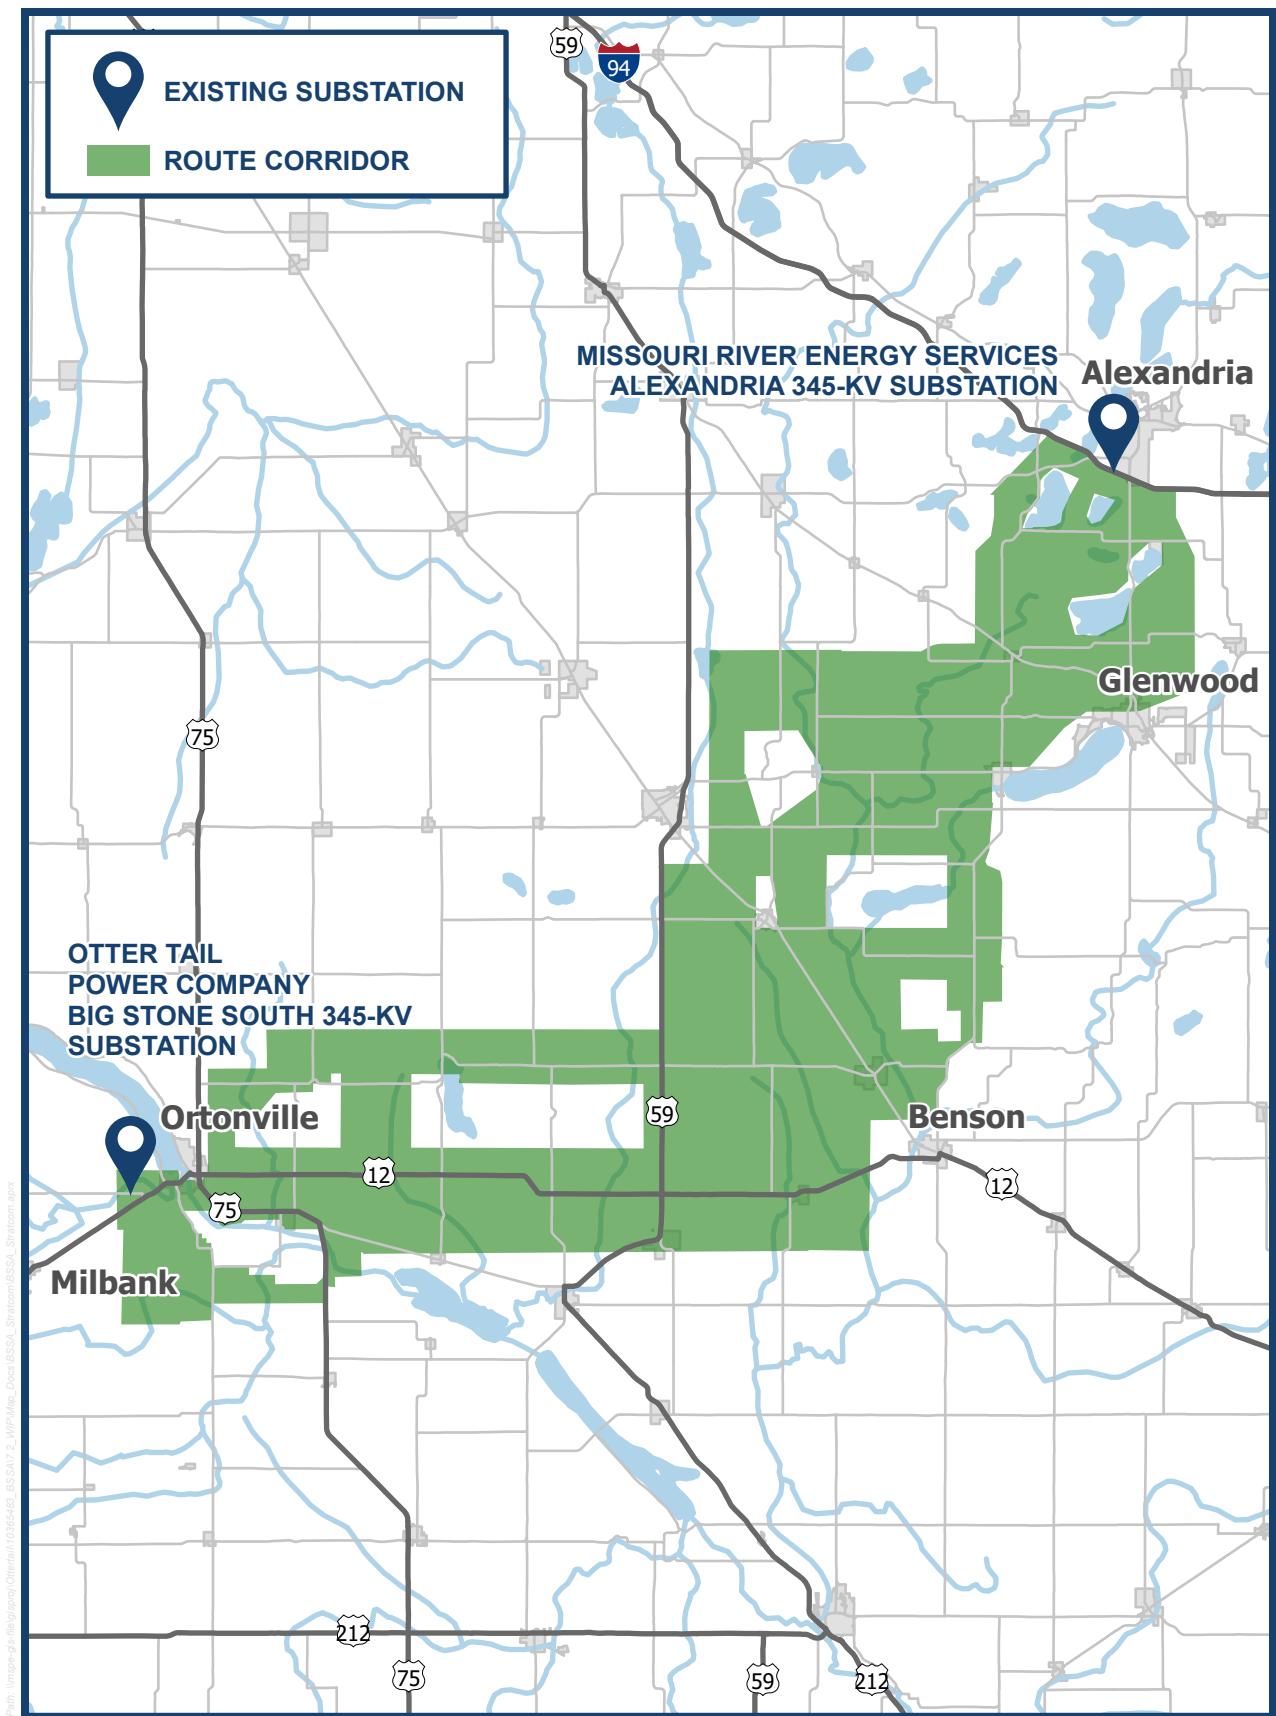 EXISTING SUBSTATION
ROUTE CORRIDOR
59
94
MISSOURI RIVER ENERGY SERVICES
ALEXANDRIA 345-KV SUBSTATION
Alexandria
Glenwood
75
OTTER TAIL
POWER COMPANY
BIG STONE SOUTH 345-KV
SUBSTATION
Ortonville
59
Benson
12
12
75
Milbank
212
75
59
212